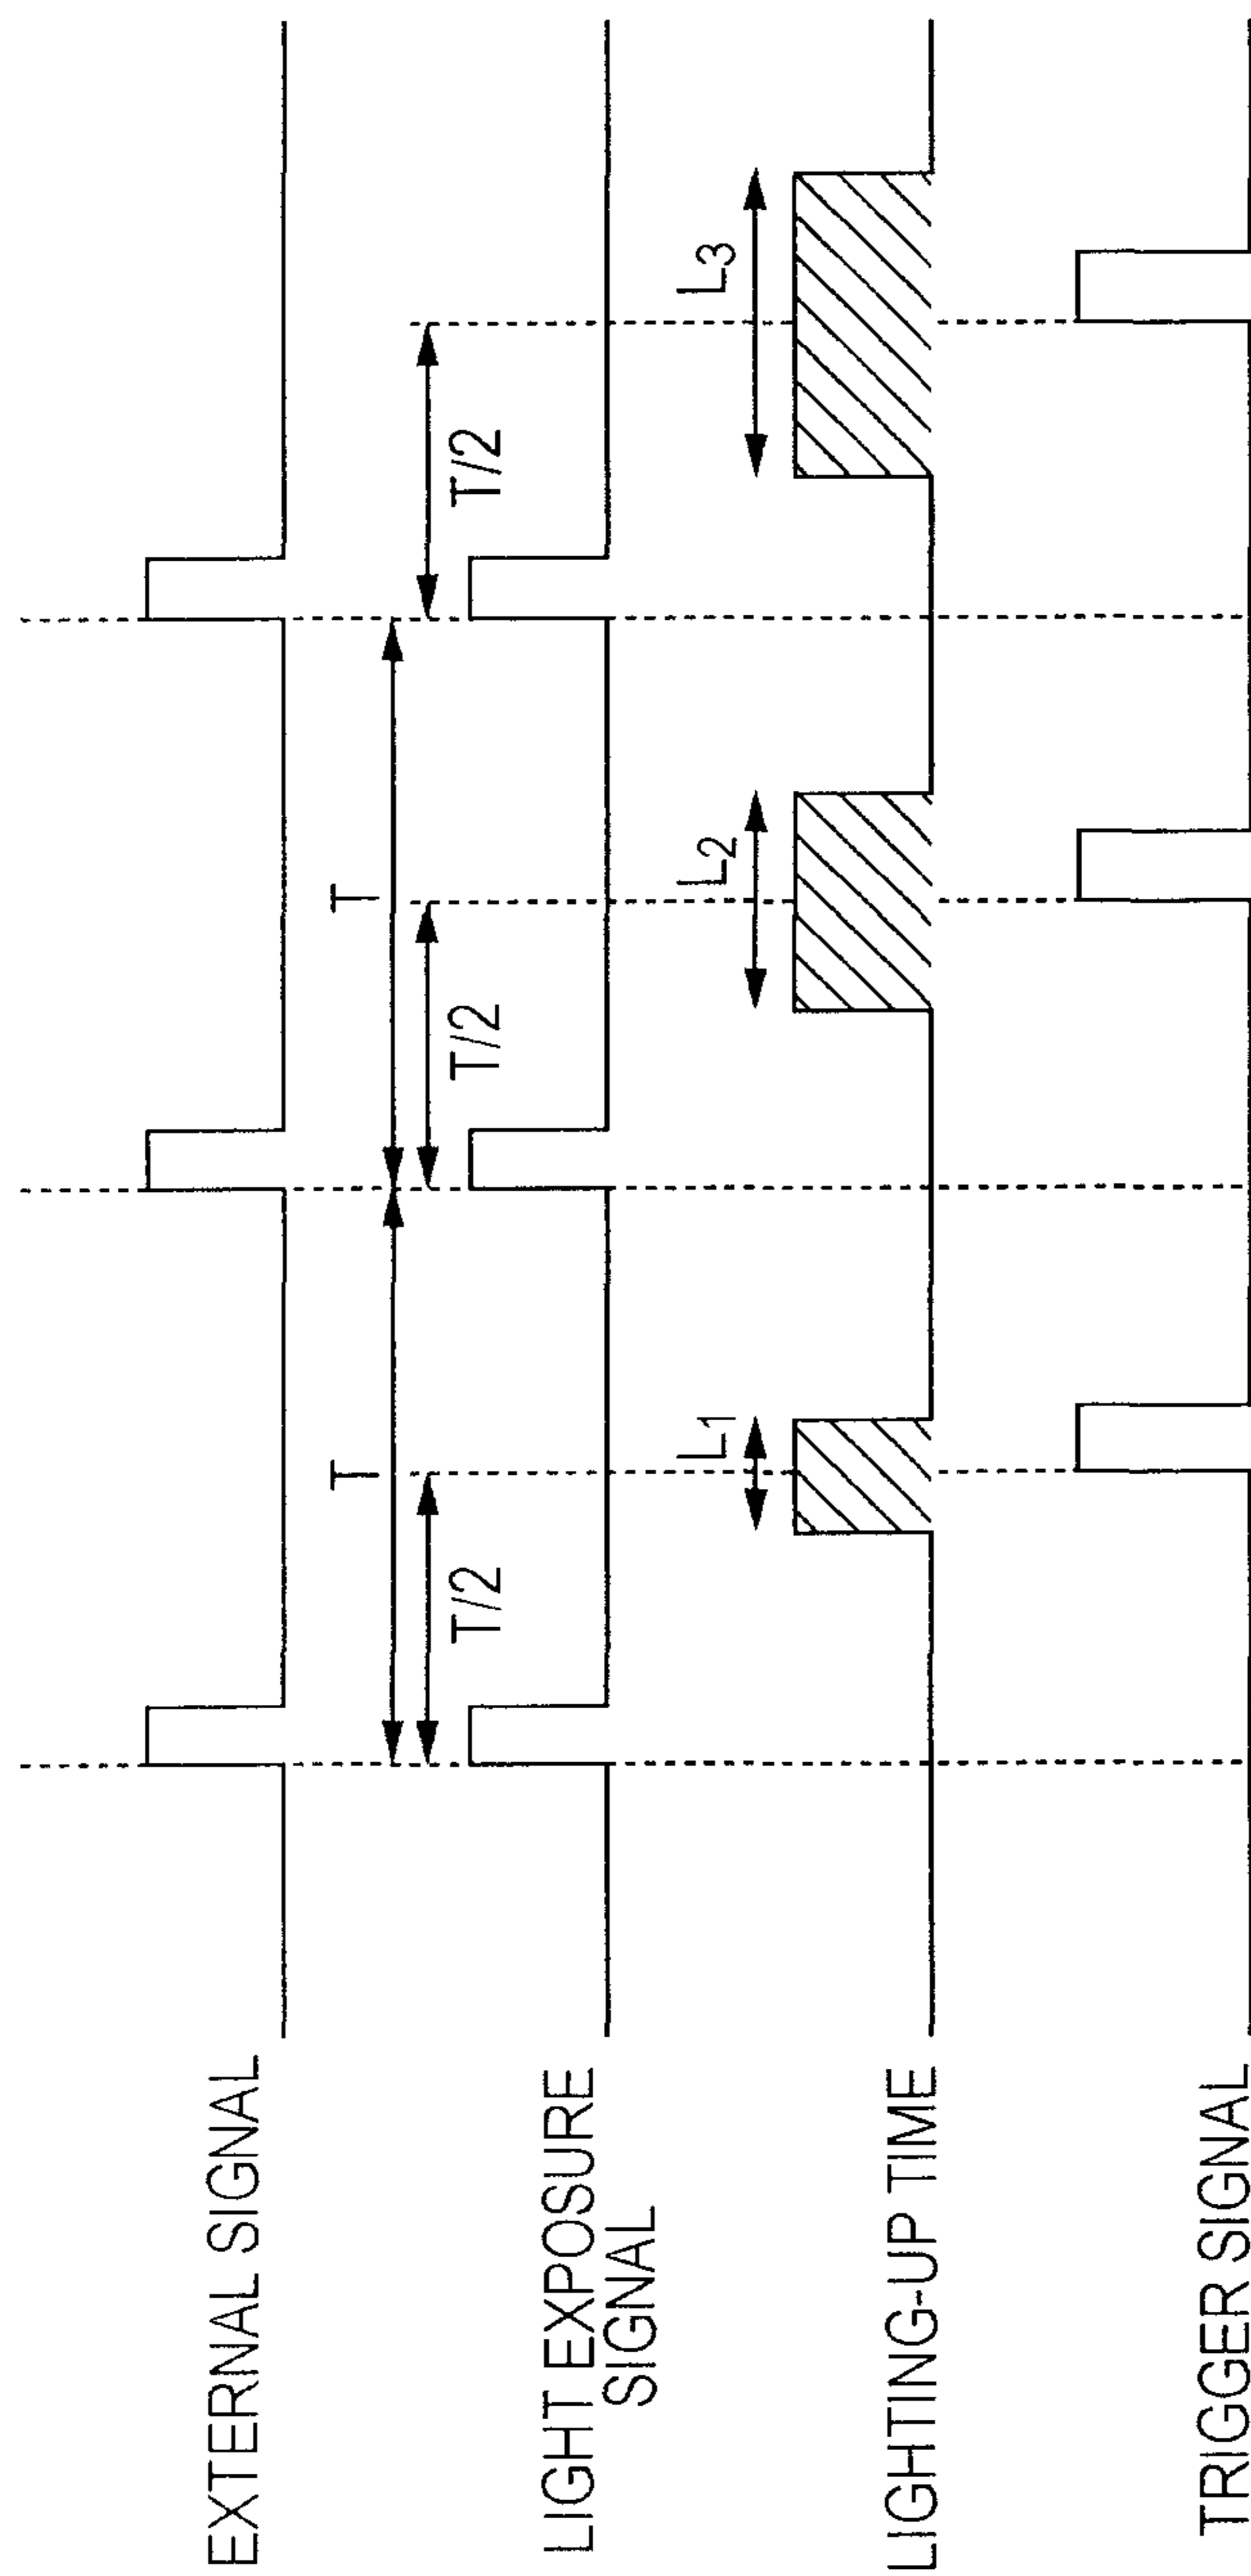 EXTERNAL SIGNAL
T
T
T/2
T/2
T/2
LIGHT EXPOSURE
SIGNAL
L1
L2
L3
LIGHTING-UP TIME
TRIGGER SIGNAL